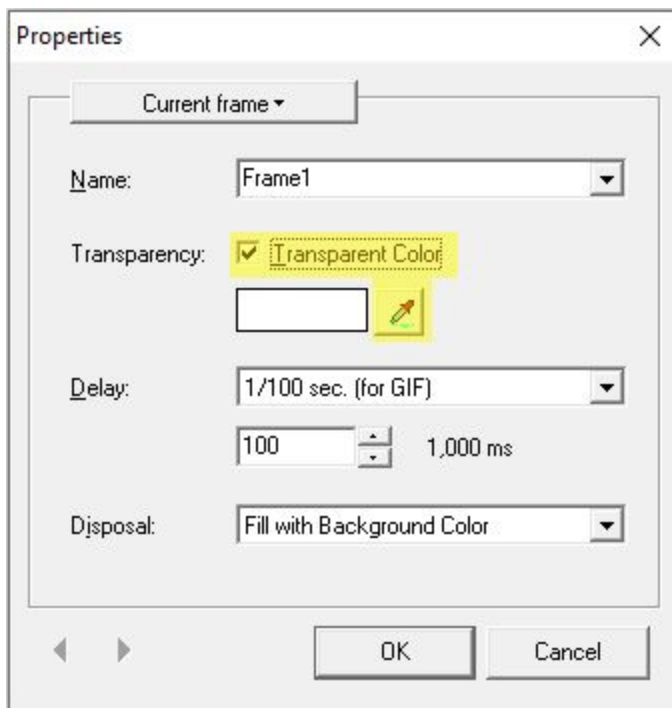 Properties
Current frame
Name: Frame1
Transparency: Transparent Color
Delay: 1/100 sec. (for GIF)
100 1,000 ms
Disposal: Fill with Background Color
OK Cancel